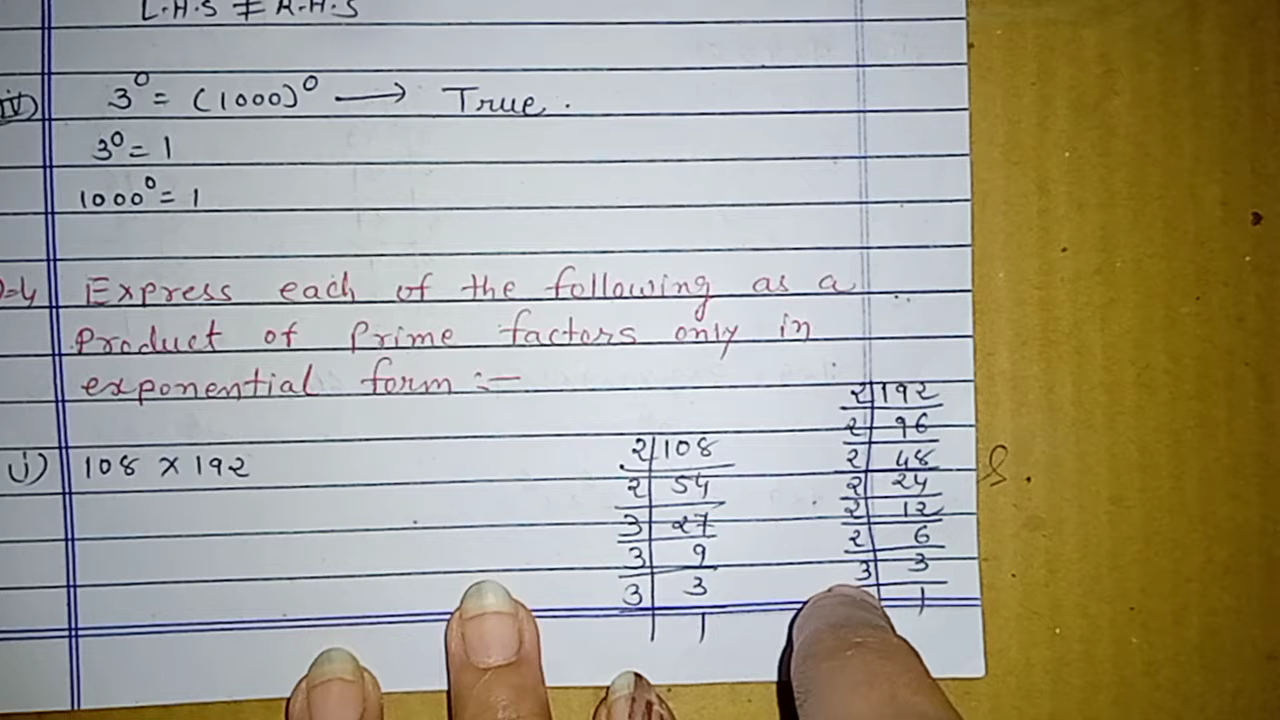 L.H.S ≠ R.H.S
iv) 3⁰ = (1000)⁰ ⟶ True.
3⁰ = 1
1000⁰ = 1
Q=4 Express each of the following as a
Product of Prime factors only in
exponential form :-
(i) 108 × 192
2|108
2|54
3|27
3|9
3|3
|1
2|192
2|96
2|48
2|24
2|12
2|6
3|3
|1